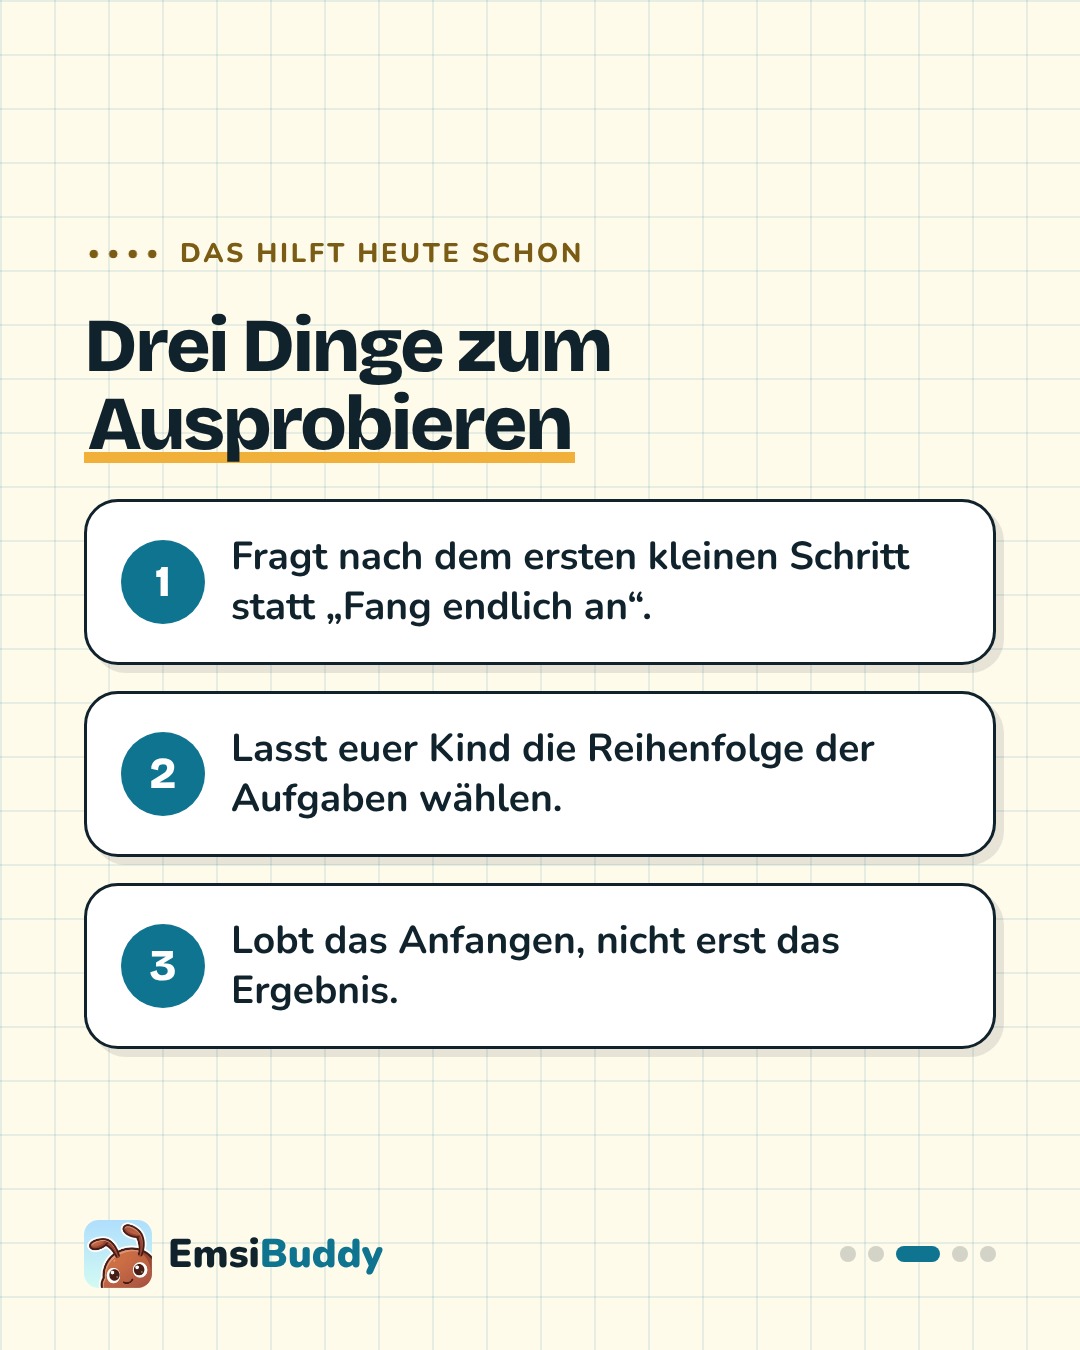 DAS HILFT HEUTE SCHON
Drei Dinge zum
Ausprobieren
1
Fragt nach dem ersten kleinen Schritt
statt „Fang endlich an“.
2
Lasst euer Kind die Reihenfolge der
Aufgaben wählen.
3
Lobt das Anfangen, nicht erst das
Ergebnis.
EmsiBuddy